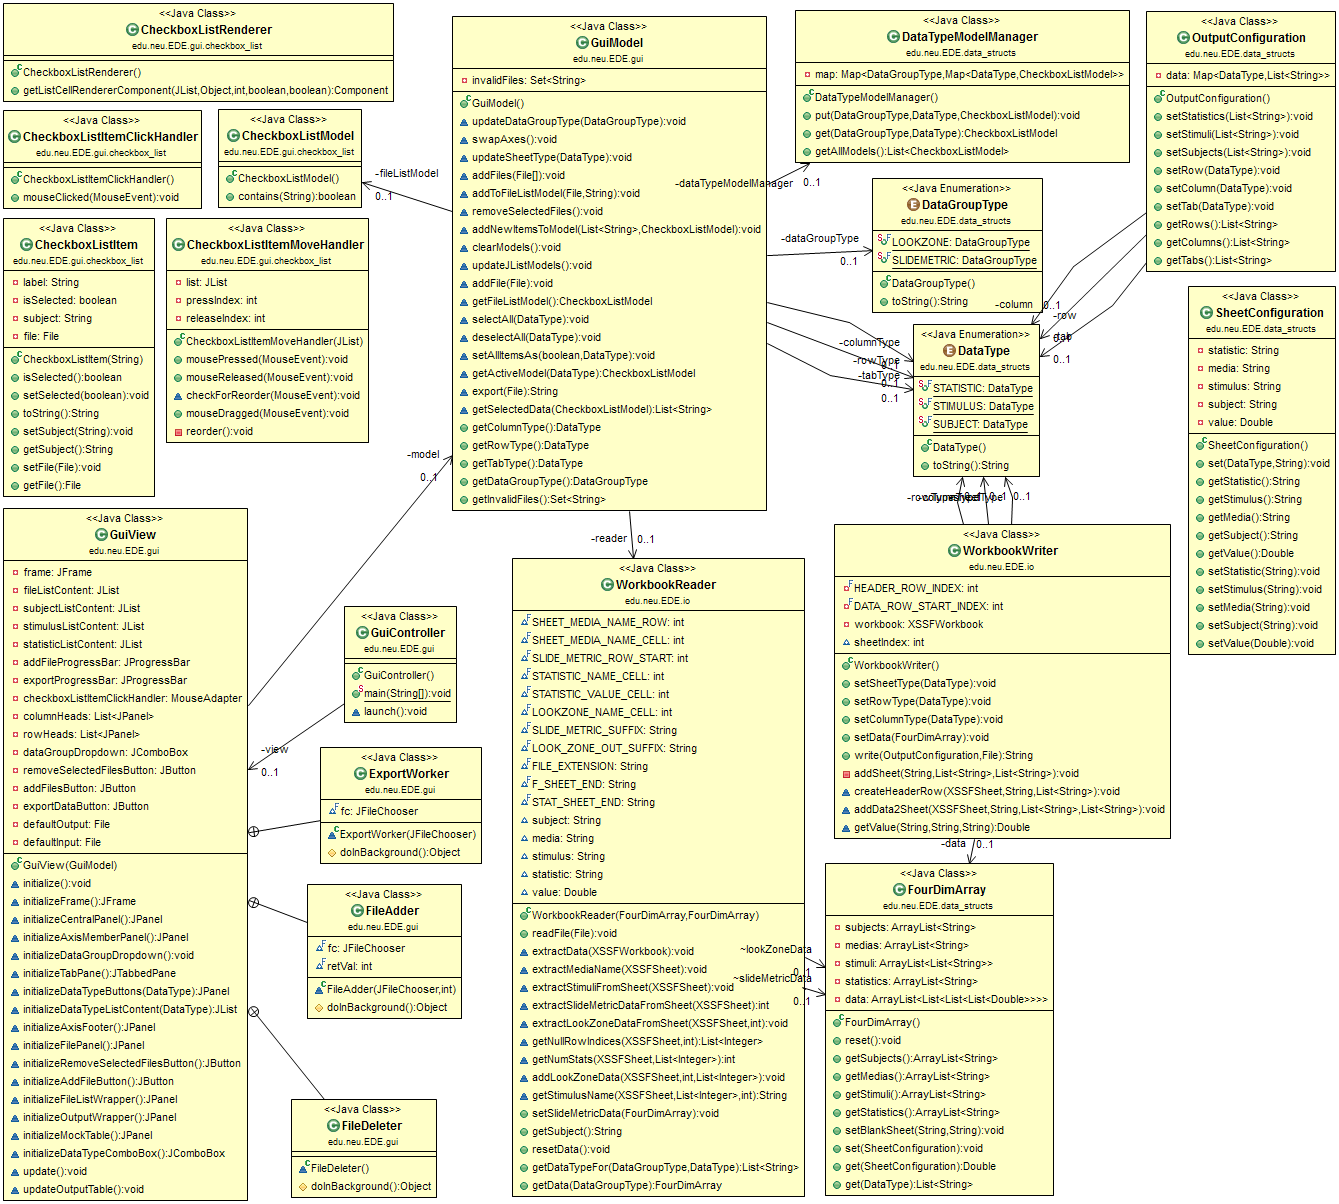 <<Java Class>>
CheckboxListRenderer
edu.neu.EDE.gui.checkbox_list
CheckboxListRenderer()
getListCellRendererComponent(JList,Object,int,boolean,boolean):Component
<<Java Class>>
CheckboxListItemClickHandler
edu.neu.EDE.gui.checkbox_list
CheckboxListItemClickHandler()
mouseClicked(MouseEvent):void
<<Java Class>>
CheckboxListModel
edu.neu.EDE.gui.checkbox_list
CheckboxListModel()
contains(String):boolean
<<Java Class>>
CheckboxListItem
edu.neu.EDE.gui.checkbox_list
label: String
isSelected: boolean
subject: String
file: File
CheckboxListItem(String)
isSelected():boolean
setSelected(boolean):void
toString():String
setSubject(String):void
getSubject():String
setFile(File):void
getFile():File
<<Java Class>>
CheckboxListItemMoveHandler
edu.neu.EDE.gui.checkbox_list
list: JList
pressIndex: int
releaseIndex: int
CheckboxListItemMoveHandler(JList)
mousePressed(MouseEvent):void
mouseReleased(MouseEvent):void
checkForReorder(MouseEvent):void
mouseDragged(MouseEvent):void
reorder():void
<<Java Class>>
GuiModel
edu.neu.EDE.gui
invalidFiles: Set<String>
GuiModel()
updateDataGroupType(DataGroupType):void
swapAxes():void
updateSheetType(DataType):void
addFiles(File[]):void
addToFileListModel(File,String):void
removeSelectedFiles():void
addNewItemsToModel(List<String>,CheckboxListModel):void
clearModels():void
updateJListModels():void
addFile(File):void
getFileListModel():CheckboxListModel
selectAll(DataType):void
deselectAll(DataType):void
setAllItemsAs(boolean,DataType):void
getActiveModel(DataType):CheckboxListModel
export(File):String
getSelectedData(CheckboxListModel):List<String>
getColumnType():DataType
getRowType():DataType
getTabType():DataType
getDataGroupType():DataGroupType
getInvalidFiles():Set<String>
-fileListModel
0..1
-dataTypeModelManager
0..1
-dataGroupType
0..1
-columnType
0..1
-rowType
0..1
-tabType
0..1
-model
0..1
-reader
0..1
<<Java Class>>
DataTypeModelManager
edu.neu.EDE.data_structs
map: Map<DataGroupType,Map<DataType,CheckboxListModel>>
DataTypeModelManager()
put(DataGroupType,DataType,CheckboxListModel):void
get(DataGroupType,DataType):CheckboxListModel
getAllModels():List<CheckboxListModel>
<<Java Enumeration>>
DataGroupType
edu.neu.EDE.data_structs
LOOKZONE: DataGroupType
SLIDEMETRIC: DataGroupType
DataGroupType()
toString():String
<<Java Class>>
OutputConfiguration
edu.neu.EDE.data_structs
data: Map<DataType,List<String>>
OutputConfiguration()
setStatistics(List<String>):void
setStimuli(List<String>):void
setSubjects(List<String>):void
setRow(DataType):void
setColumn(DataType):void
setTab(DataType):void
getRows():List<String>
getColumns():List<String>
getTabs():List<String>
-column
0..1
-row
0..1
-tab
0..1
<<Java Enumeration>>
DataType
edu.neu.EDE.data_structs
STATISTIC: DataType
STIMULUS: DataType
SUBJECT: DataType
DataType()
toString():String
0..1
<<Java Class>>
SheetConfiguration
edu.neu.EDE.data_structs
statistic: String
media: String
stimulus: String
subject: String
value: Double
SheetConfiguration()
set(DataType,String):void
getStatistic():String
getStimulus():String
getMedia():String
getSubject():String
getValue():Double
setStatistic(String):void
setStimulus(String):void
setMedia(String):void
setSubject(String):void
setValue(Double):void
<<Java Class>>
GuiView
edu.neu.EDE.gui
frame: JFrame
fileListContent: JList
subjectListContent: JList
stimulusListContent: JList
statisticListContent: JList
addFileProgressBar: JProgressBar
exportProgressBar: JProgressBar
checkboxListItemClickHandler: MouseAdapter
columnHeads: List<JPanel>
rowHeads: List<JPanel>
dataGroupDropdown: JComboBox
removeSelectedFilesButton: JButton
addFilesButton: JButton
exportDataButton: JButton
defaultOutput: File
defaultInput: File
GuiView(GuiModel)
initialize():void
initializeFrame():JFrame
initializeCentralPanel():JPanel
initializeAxisMemberPanel():JPanel
initializeDataGroupDropdown():void
initializeTabPane():JTabbedPane
initializeDataTypeButtons(DataType):JPanel
initializeDataTypeListContent(DataType):JList
initializeAxisFooter():JPanel
initializeFilePanel():JPanel
initializeRemoveSelectedFilesButton():JButton
initializeAddFileButton():JButton
initializeFileListWrapper():JPanel
initializeOutputWrapper():JPanel
initializeMockTable():JPanel
initializeDataTypeComboBox():JComboBox
update():void
updateOutputTable():void
<<Java Class>>
GuiController
edu.neu.EDE.gui
GuiController()
main(String[]):void
launch():void
-view
0..1
<<Java Class>>
ExportWorker
edu.neu.EDE.gui
fc: JFileChooser
ExportWorker(JFileChooser)
doInBackground():Object
<<Java Class>>
FileAdder
edu.neu.EDE.gui
fc: JFileChooser
retVal: int
FileAdder(JFileChooser,int)
doInBackground():Object
<<Java Class>>
FileDeleter
edu.neu.EDE.gui
FileDeleter()
doInBackground():Object
<<Java Class>>
WorkbookReader
edu.neu.EDE.io
SHEET_MEDIA_NAME_ROW: int
SHEET_MEDIA_NAME_CELL: int
SLIDE_METRIC_ROW_START: int
STATISTIC_NAME_CELL: int
STATISTIC_VALUE_CELL: int
LOOKZONE_NAME_CELL: int
SLIDE_METRIC_SUFFIX: String
LOOK_ZONE_OUT_SUFFIX: String
FILE_EXTENSION: String
F_SHEET_END: String
STAT_SHEET_END: String
subject: String
media: String
stimulus: String
statistic: String
value: Double
WorkbookReader(FourDimArray,FourDimArray)
readFile(File):void
extractData(XSSFWorkbook):void
extractMediaName(XSSFSheet):void
extractStimuliFromSheet(XSSFSheet):void
extractSlideMetricDataFromSheet(XSSFSheet):int
extractLookZoneDataFromSheet(XSSFSheet,int):void
getNullRowIndices(XSSFSheet,int):List<Integer>
getNumStats(XSSFSheet,List<Integer>):int
addLookZoneData(XSSFSheet,int,List<Integer>):void
getStimulusName(XSSFSheet,List<Integer>,int):String
setSlideMetricData(FourDimArray):void
getSubject():String
resetData():void
getDataTypeFor(DataGroupType,DataType):List<String>
getData(DataGroupType):FourDimArray
~lookZoneData
0..1
~slideMetricData
0..1
<<Java Class>>
WorkbookWriter
edu.neu.EDE.io
HEADER_ROW_INDEX: int
DATA_ROW_START_INDEX: int
workbook: XSSFWorkbook
sheetIndex: int
WorkbookWriter()
setSheetType(DataType):void
setRowType(DataType):void
setColumnType(DataType):void
setData(FourDimArray):void
write(OutputConfiguration,File):String
addSheet(String,List<String>,List<String>):void
createHeaderRow(XSSFSheet,String,List<String>):void
addData2Sheet(XSSFSheet,String,List<String>,List<String>):void
getValue(String,String,String):Double
-data
0..1
<<Java Class>>
FourDimArray
edu.neu.EDE.data_structs
subjects: ArrayList<String>
medias: ArrayList<String>
stimuli: ArrayList<List<String>>
statistics: ArrayList<String>
data: ArrayList<List<List<List<Double>>>>
FourDimArray()
reset():void
getSubjects():ArrayList<String>
getMedias():ArrayList<String>
getStimuli():ArrayList<String>
getStatistics():ArrayList<String>
setBlankSheet(String,String):void
set(SheetConfiguration):void
get(SheetConfiguration):Double
get(DataType):List<String>